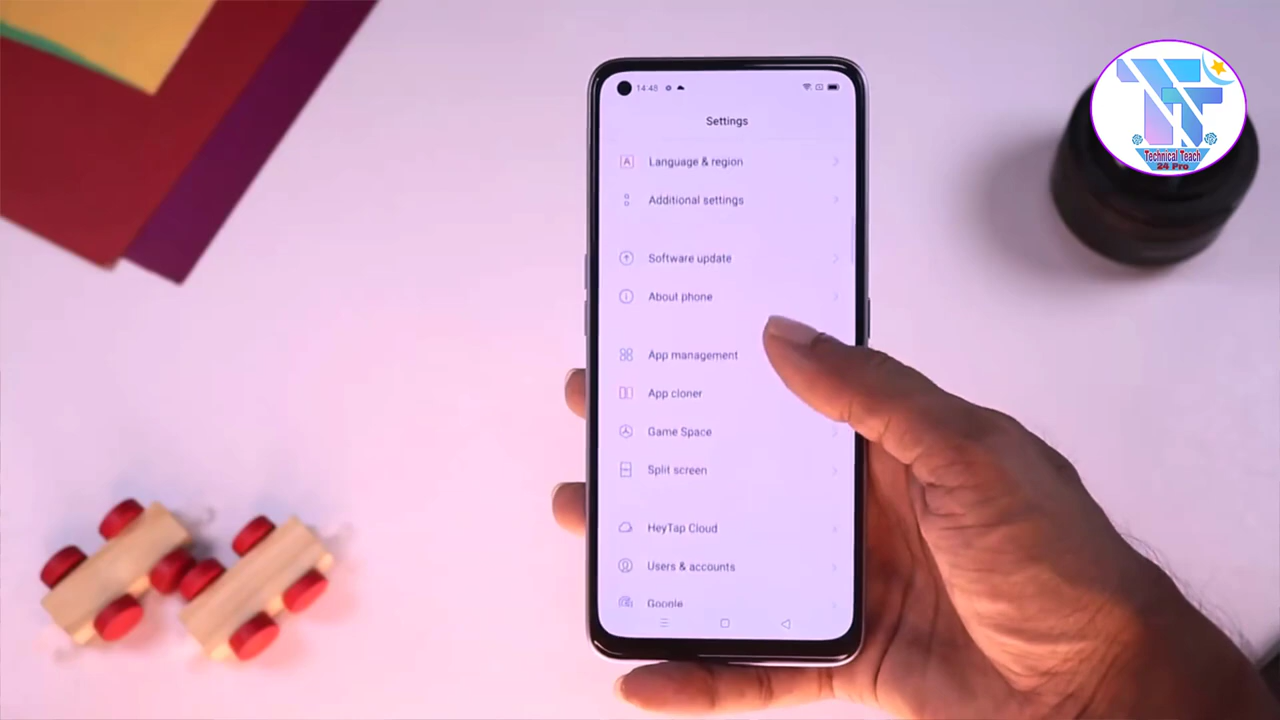 14:48
Settings
Language & region
Additional settings
Software update
About phone
App management
App cloner
Game Space
Split screen
HeyTap Cloud
Users & accounts
Google
Technical Teach
24 Pro